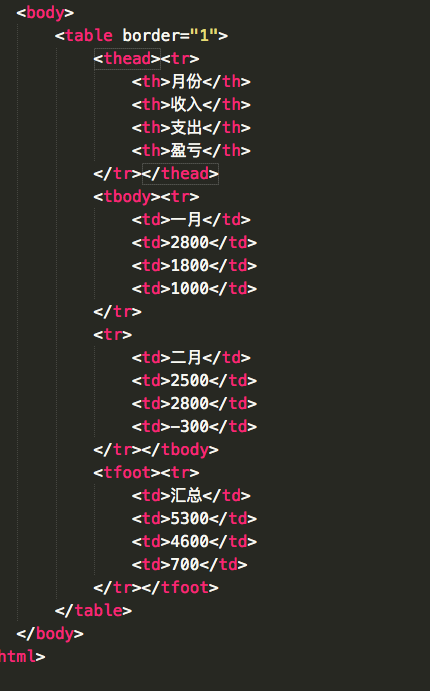 <body>
<table border="1">
<thead><tr>
<th>月份</th>
<th>收入</th>
<th>支出</th>
<th>盈亏</th>
</tr></thead>
<tbody><tr>
<td>一月</td>
<td>2800</td>
<td>1800</td>
<td>1000</td>
</tr>
<tr>
<td>二月</td>
<td>2500</td>
<td>2800</td>
<td>-300</td>
</tr></tbody>
<tfoot><tr>
<td>汇总</td>
<td>5300</td>
<td>4600</td>
<td>700</td>
</tr></tfoot>
</table>
</body>
html>